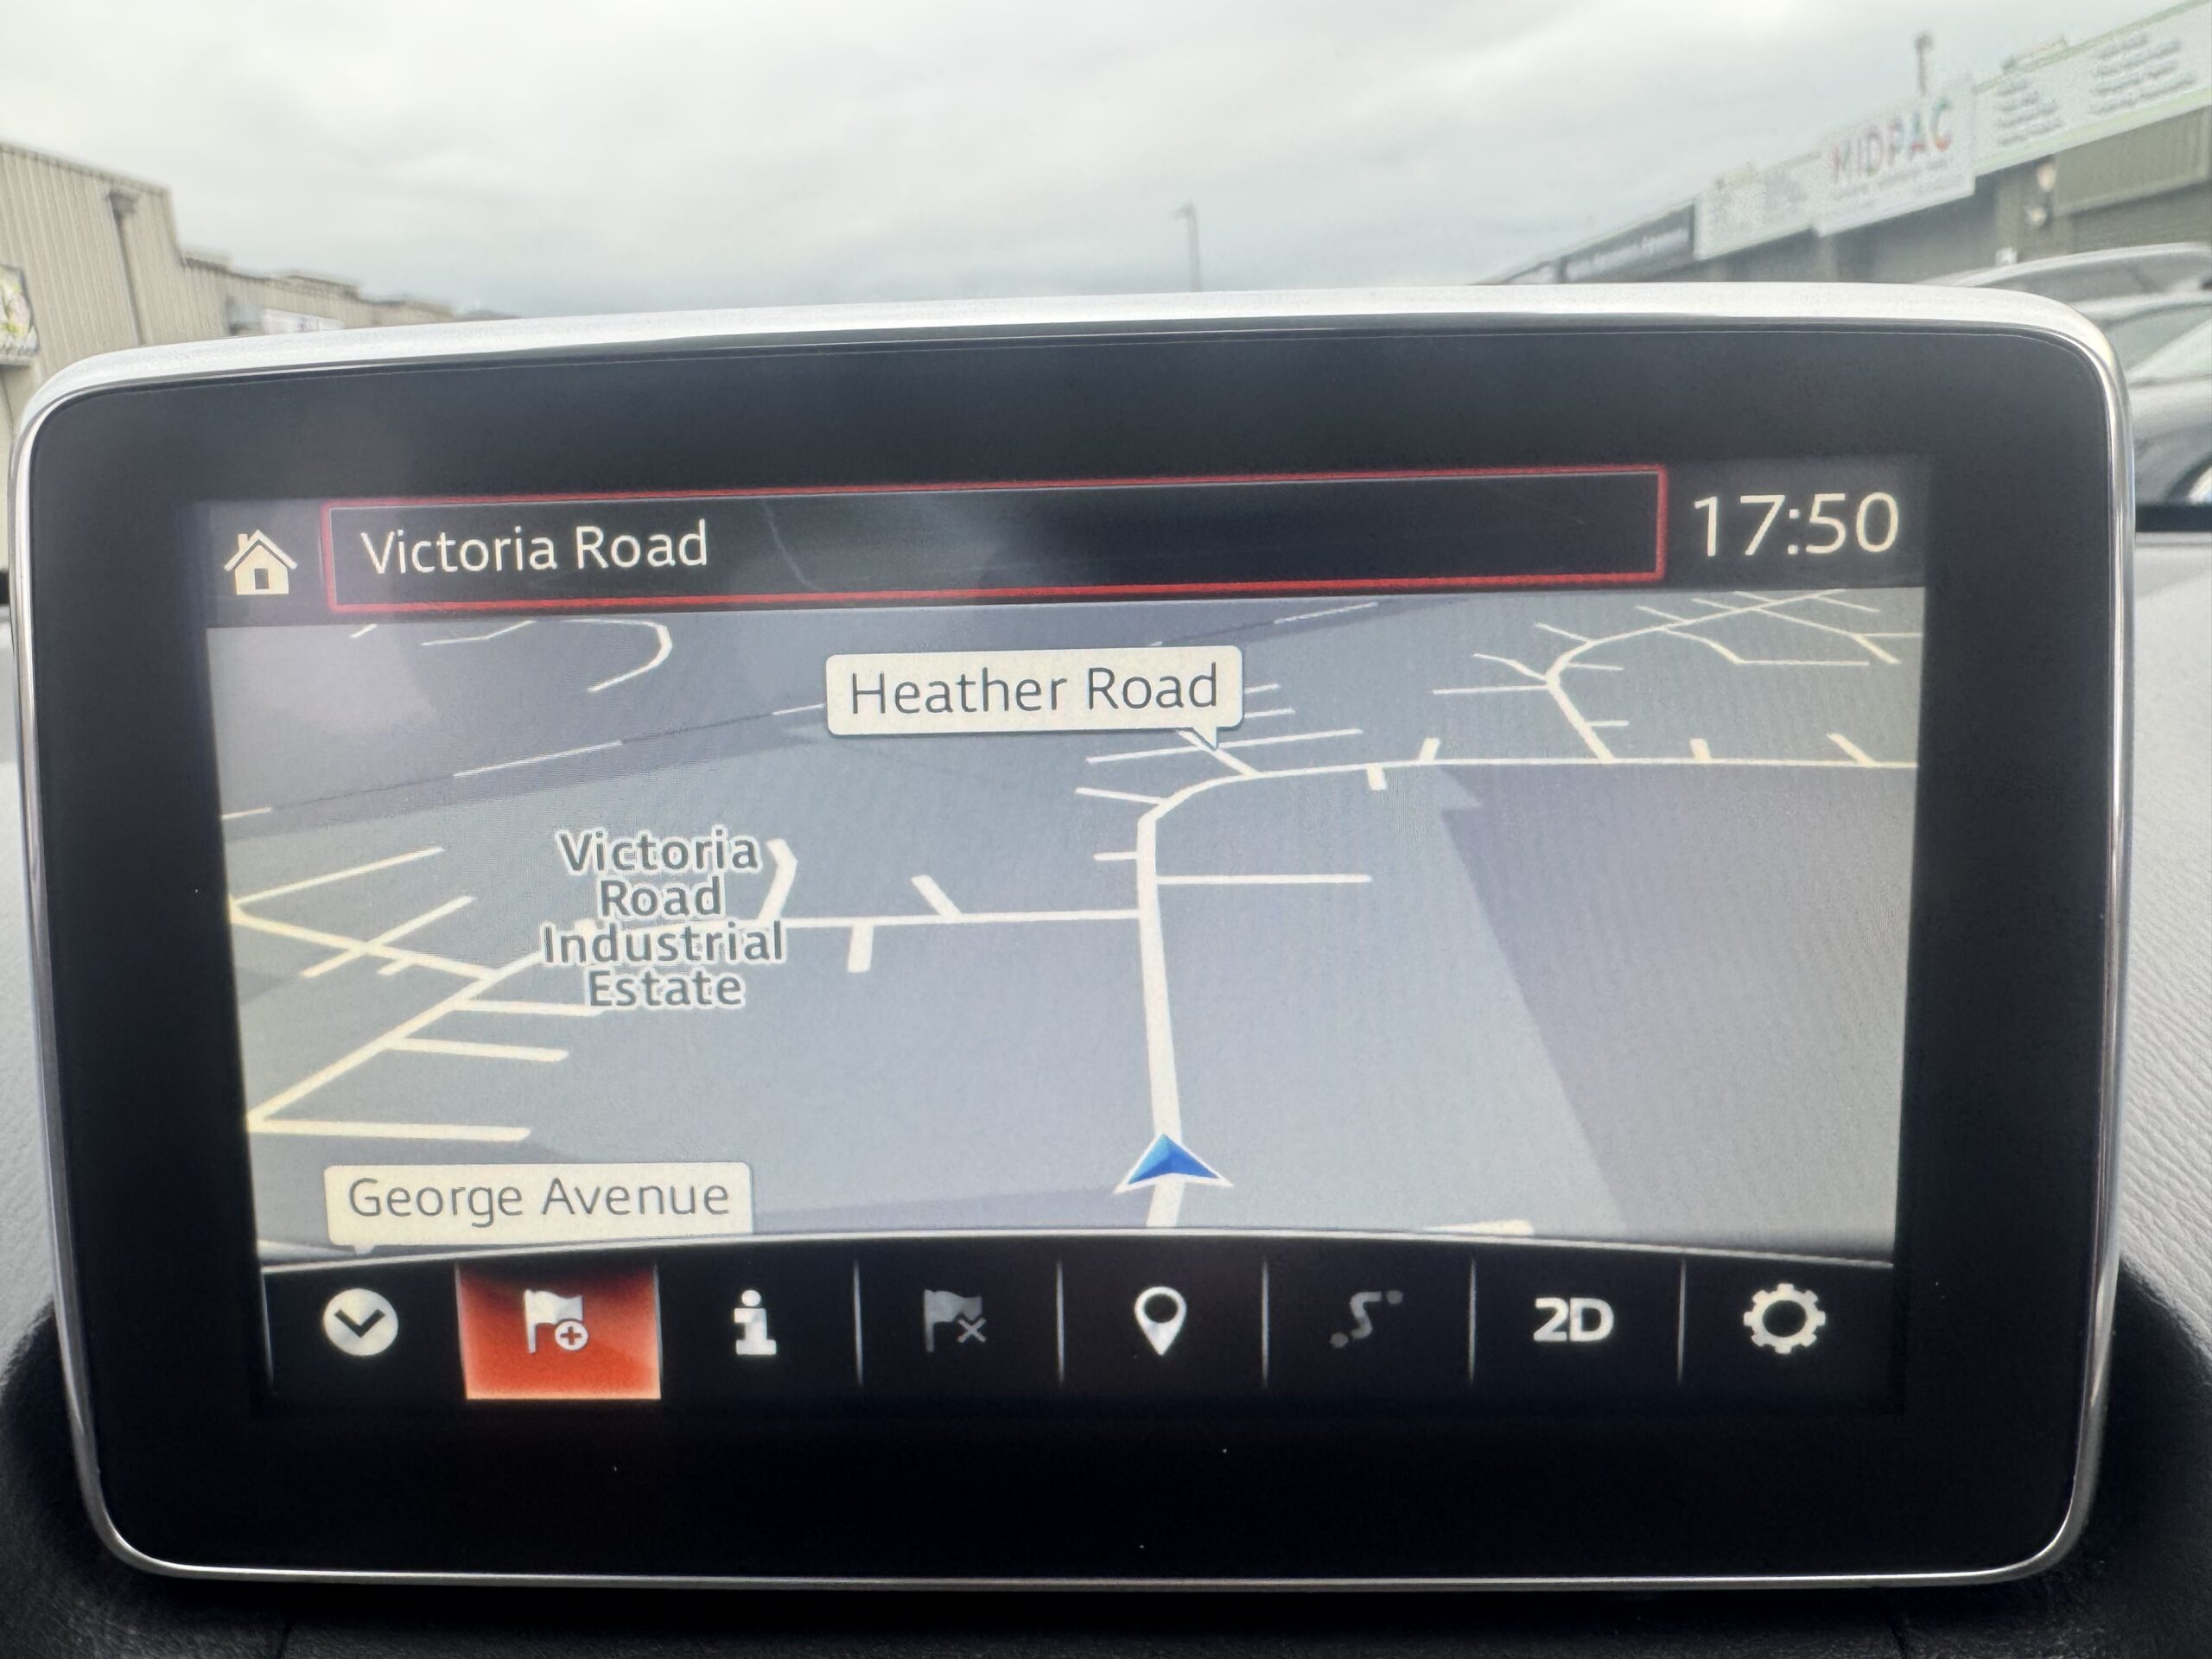 MIDPAC
Victoria Road
17:50
Heather Road
Victoria
Road
Industrial
Estate
George Avenue
2D